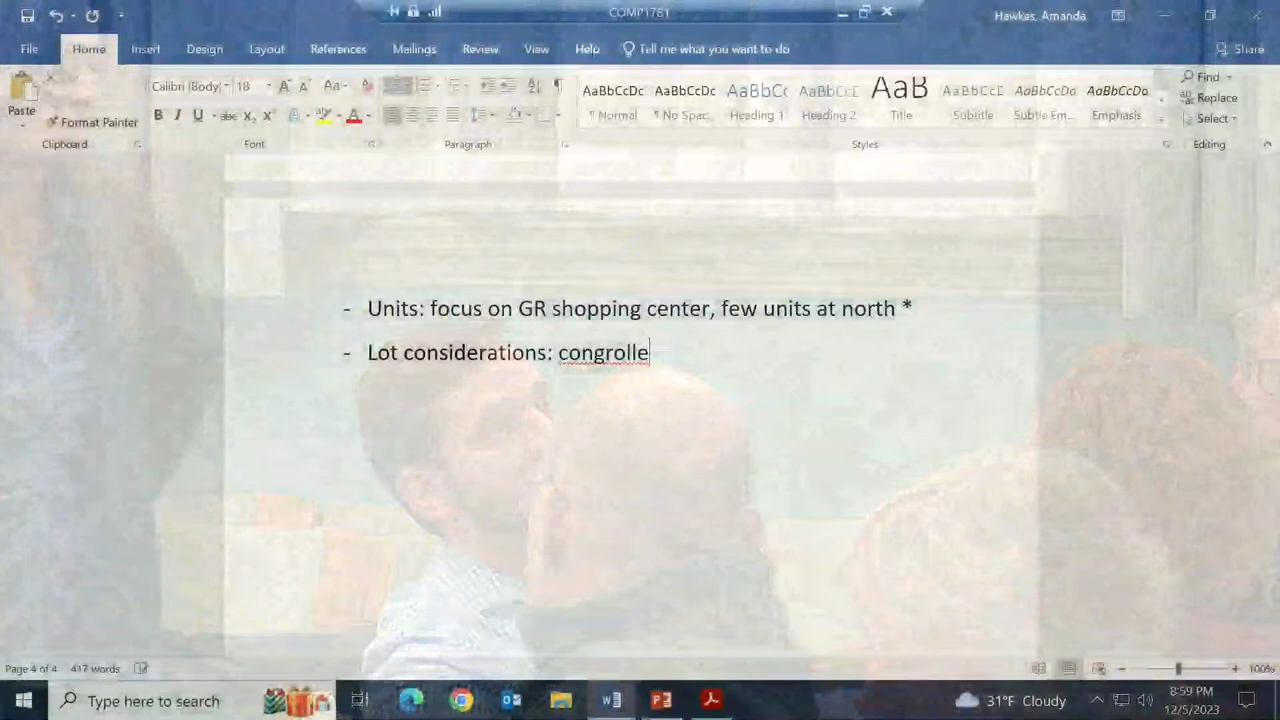 COMP1781
Hawkes, Amanda
File Home Insert Design Layout References Mailings Review View Help Tell me what you want to do Share
Paste
Format Painter
Clipboard
Calibri (Body) 18
Font
Paragraph
AaBbCcDc AaBbCcDc AaBbCc AaBbCcD AaB AaBbCcD AaBbCcDa AaBbCcDa
¶ Normal ¶ No Spac... Heading 1 Heading 2 Title Subtitle Subtle Em... Emphasis
Styles
Find
Replace
Select
Editing
- Units: focus on GR shopping center, few units at north *
- Lot considerations: congrolle
Page 4 of 4 417 words
100%
Type here to search
31°F Cloudy
8:59 PM
12/5/2023